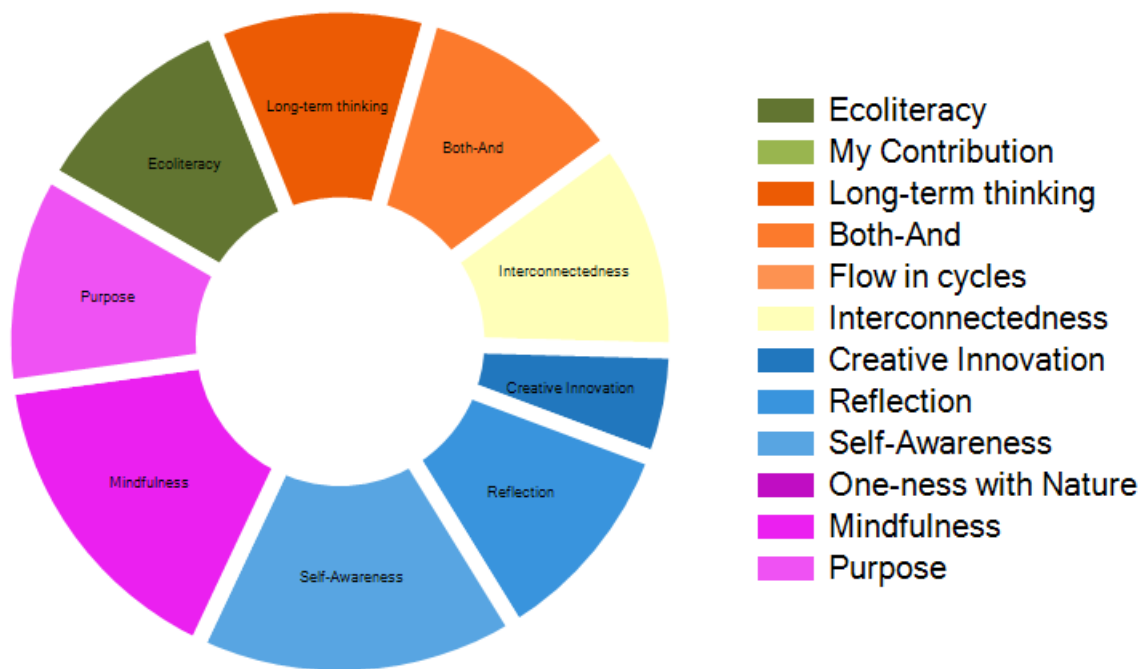 Long-term thinking
Both-And
Ecoliteracy
Interconnectedness
Purpose
Creative Innovation
Mindfulness
Reflection
Self-Awareness
Ecoliteracy
My Contribution
Long-term thinking
Both-And
Flow in cycles
Interconnectedness
Creative Innovation
Reflection
Self-Awareness
One-ness with Nature
Mindfulness
Purpose